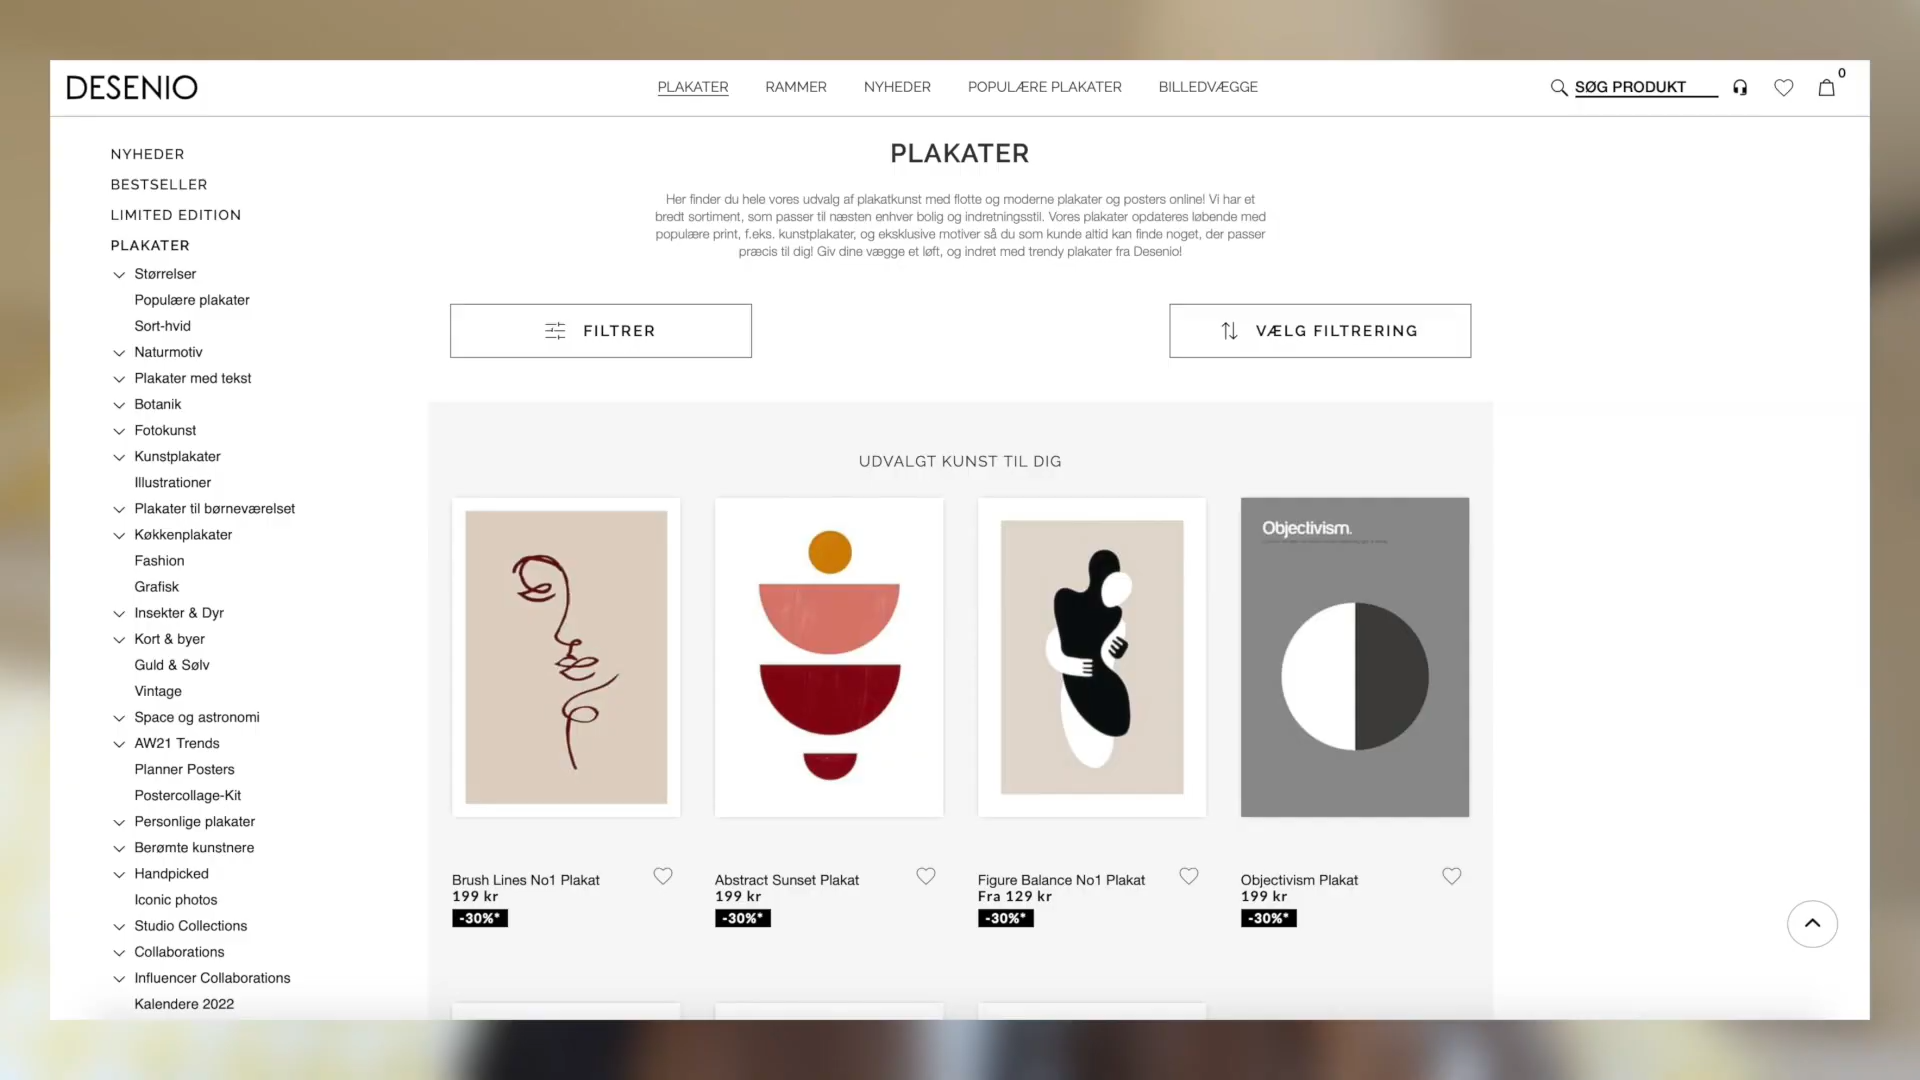 DESENIO
PLAKATER
RAMMER
NYHEDER
POPULÆRE PLAKATER
BILLEDVÆGGE
SØG PRODUKT
0
NYHEDER
BESTSELLER
LIMITED EDITION
PLAKATER
Størrelser
Populære plakater
Sort-hvid
Naturmotiv
Plakater med tekst
Botanik
Fotokunst
Kunstplakater
Illustrationer
Plakater til børneværelset
Køkkenplakater
Fashion
Grafisk
Insekter & Dyr
Kort & byer
Guld & Sølv
Vintage
Space og astronomi
AW21 Trends
Planner Posters
Postercollage-Kit
Personlige plakater
Berømte kunstnere
Handpicked
Iconic photos
Studio Collections
Collaborations
Influencer Collaborations
Kalendere 2022
PLAKATER
Her finder du hele vores udvalg af plakatkunst med flotte og moderne plakater og posters online! Vi har et
bredt sortiment, som passer til næsten enhver bolig og indretningsstil. Vores plakater opdateres løbende med
populære print, f.eks. kunstplakater, og eksklusive motiver så du som kunde altid kan finde noget, der passer
præcis til dig! Giv dine vægge et løft, og indret med trendy plakater fra Desenio!
FILTRER
VÆLG FILTRERING
UDVALGT KUNST TIL DIG
Objectivism.
Brush Lines No1 Plakat
199 kr
-30%*
Abstract Sunset Plakat
199 kr
-30%*
Figure Balance No1 Plakat
Fra 129 kr
-30%*
Objectivism Plakat
199 kr
-30%*